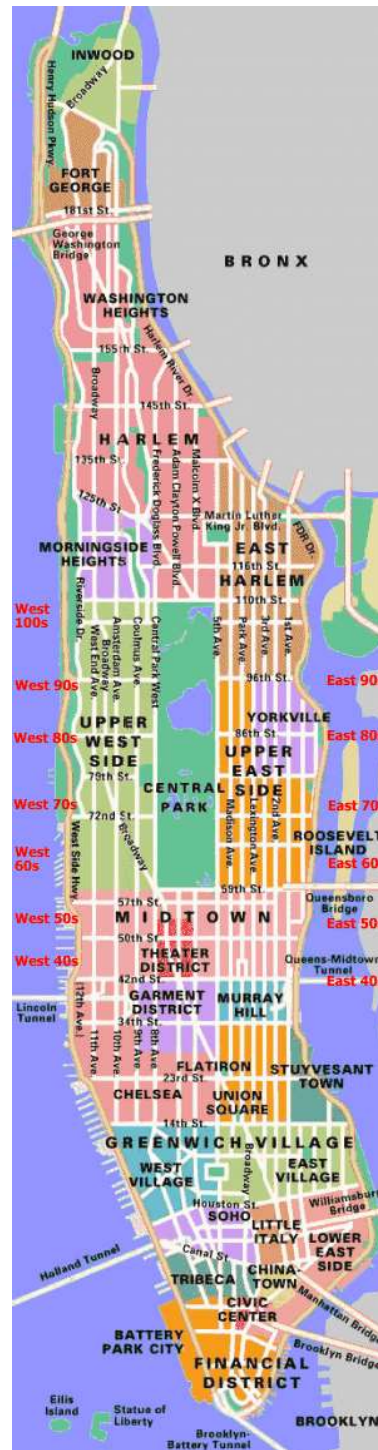 INWOOD
Broadway
Henry Hudson Pkwy.
FORT
GEORGE
181st St.
George
Washington
Bridge
BRONX
WASHINGTON
HEIGHTS
Harlem River Dr.
155th St.
Broadway
145th St.
HARLEM
135th St.
Frederick Doglass Blvd.
Adam Clayton Powell Blvd.
Malcolm X Blvd.
125th St.
Martin Luther
King Jr. Blvd.
FDR Dr.
MORNINGSIDE
HEIGHTS
EAST
HARLEM
116th St.
110th St.
West
100s
Riverside Dr.
West End Ave.
Broadway
Amsterdam Ave.
Coulmus Ave.
Central Park West
5th Ave.
Park Ave.
3rd Ave.
1st Ave.
96th St.
West 90s
East 90
YORKVILLE
86th St.
West 80s
East 80
UPPER
WEST
SIDE
UPPER
EAST
SIDE
79th St.
CENTRAL
PARK
West 70s
East 70
72nd St.
Broadway
Madison Ave.
Lexington Ave.
2nd Ave.
ROOSEVELT
ISLAND
West
60s
East 60
West Side Hwy.
59th St.
57th St.
Queensboro
Bridge
West 50s
East 50
MIDTOWN
50th St.
THEATER
DISTRICT
West 40s
Queens-Midtown
Tunnel
42nd St.
East 40
Lincoln
Tunnel
GARMENT
DISTRICT
MURRAY
HILL
(12th Ave.)
11th Ave.
10th Ave.
9th Ave.
8th Ave.
34th St.
FLATIRON
23rd St.
STUYVESANT
TOWN
CHELSEA
UNION
SQUARE
14th St.
GREENWICH VILLAGE
WEST
VILLAGE
Broadway
EAST
VILLAGE
Houston St.
SOHO
Williamsburg
Bridge
LITTLE
ITALY
LOWER
EAST
SIDE
Holland Tunnel
Canal St.
TRIBECA
CHINA-
TOWN
CIVIC
CENTER
Manhattan Bridge
Brooklyn Bridge
BATTERY
PARK CITY
FINANCIAL
DISTRICT
Ellis
Island
Statue of
Liberty
BROOKLYN
Brooklyn-
Battery Tunnel